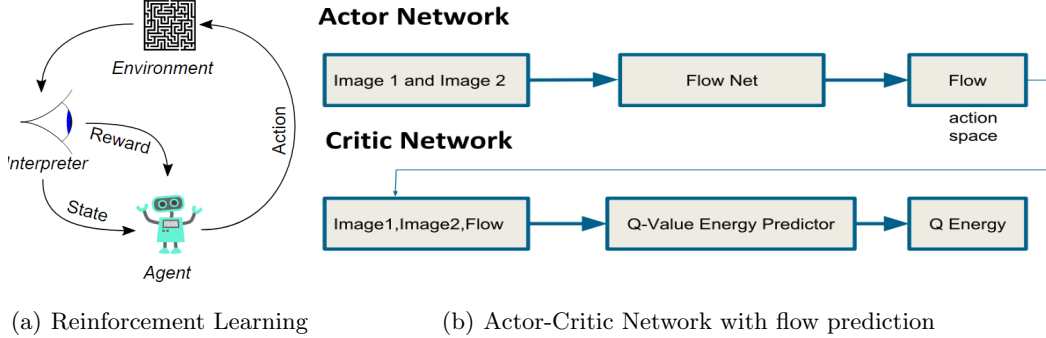 Environment
Interpreter
Reward
State
Action
Agent
(a) Reinforcement Learning
Actor Network
Image 1 and Image 2
Flow Net
Flow
action
space
Critic Network
Image1,Image2,Flow
Q-Value Energy Predictor
Q Energy
(b) Actor-Critic Network with flow prediction